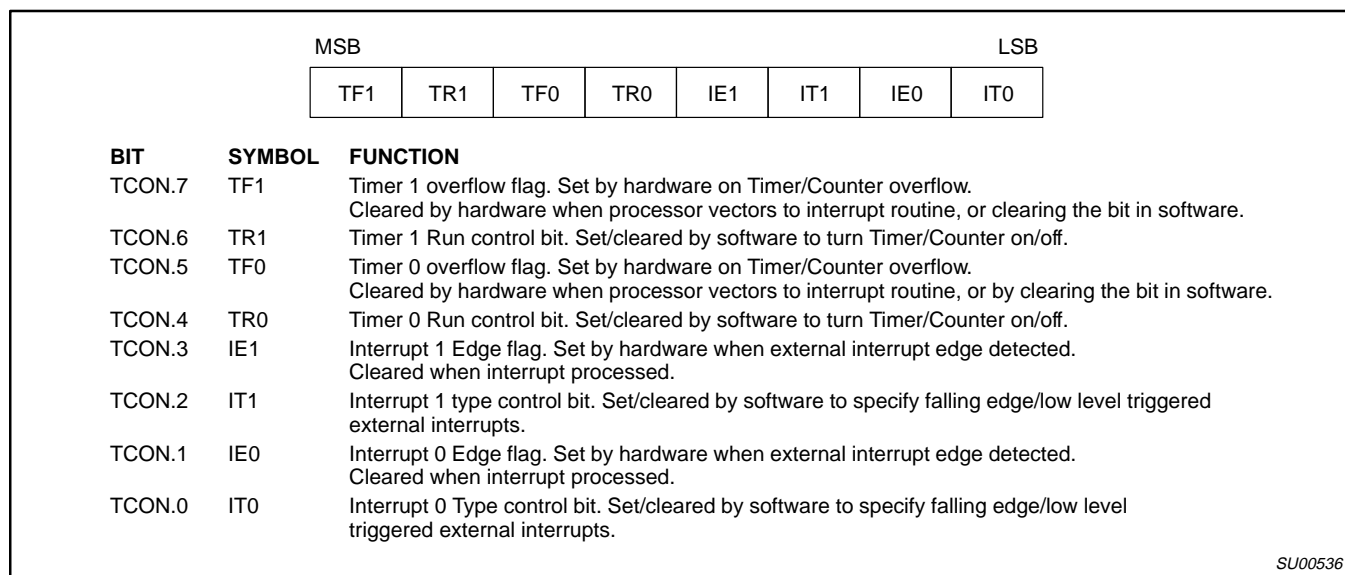 MSB LSB
TF1 TR1 TF0 TR0 IE1 IT1 IE0 IT0
BIT SYMBOL FUNCTION
TCON.7 TF1 Timer 1 overflow flag. Set by hardware on Timer/Counter overflow.
Cleared by hardware when processor vectors to interrupt routine, or clearing the bit in software.
TCON.6 TR1 Timer 1 Run control bit. Set/cleared by software to turn Timer/Counter on/off.
TCON.5 TF0 Timer 0 overflow flag. Set by hardware on Timer/Counter overflow.
Cleared by hardware when processor vectors to interrupt routine, or by clearing the bit in software.
TCON.4 TR0 Timer 0 Run control bit. Set/cleared by software to turn Timer/Counter on/off.
TCON.3 IE1 Interrupt 1 Edge flag. Set by hardware when external interrupt edge detected.
Cleared when interrupt processed.
TCON.2 IT1 Interrupt 1 type control bit. Set/cleared by software to specify falling edge/low level triggered
external interrupts.
TCON.1 IE0 Interrupt 0 Edge flag. Set by hardware when external interrupt edge detected.
Cleared when interrupt processed.
TCON.0 IT0 Interrupt 0 Type control bit. Set/cleared by software to specify falling edge/low level
triggered external interrupts.
SU00536